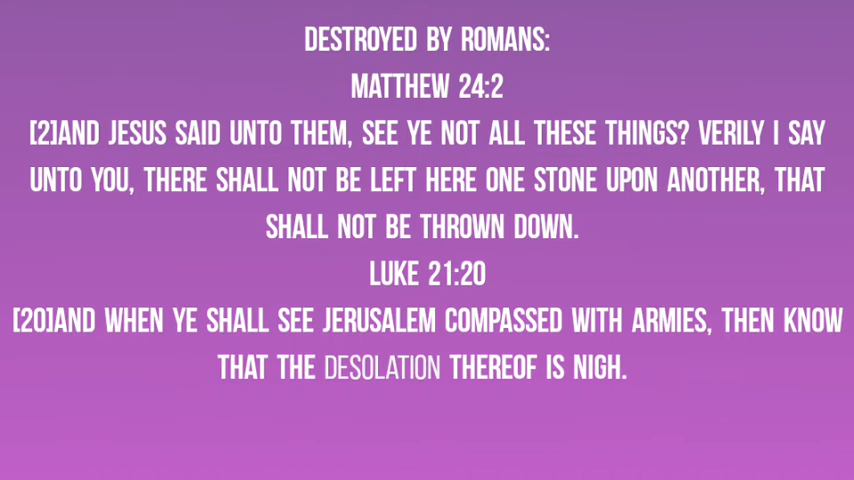 DESTROYED BY ROMANS:
MATTHEW 24:2
[2]AND JESUS SAID UNTO THEM, SEE YE NOT ALL THESE THINGS? VERILY I SAY
UNTO YOU, THERE SHALL NOT BE LEFT HERE ONE STONE UPON ANOTHER, THAT
SHALL NOT BE THROWN DOWN.
LUKE 21:20
[20]AND WHEN YE SHALL SEE JERUSALEM COMPASSED WITH ARMIES, THEN KNOW
THAT THE DESOLATION THEREOF IS NIGH.